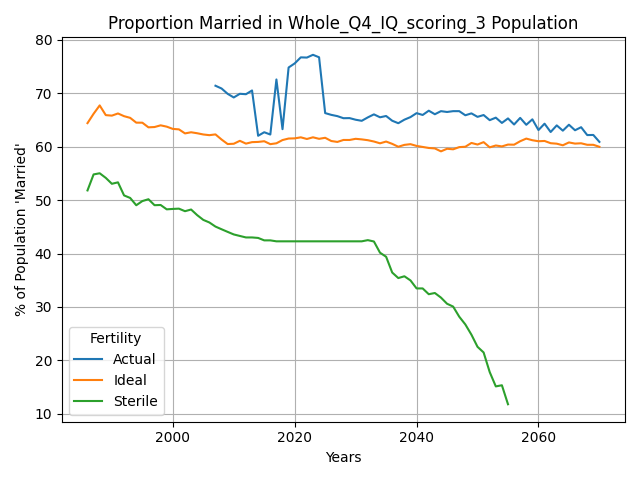 Proportion Married in Whole_Q4_IQ_scoring_3 Population
% of Population 'Married'
80
70
60
50
40
30
20
10
Fertility
Actual
Ideal
Sterile
2000
2020
2040
2060
Years